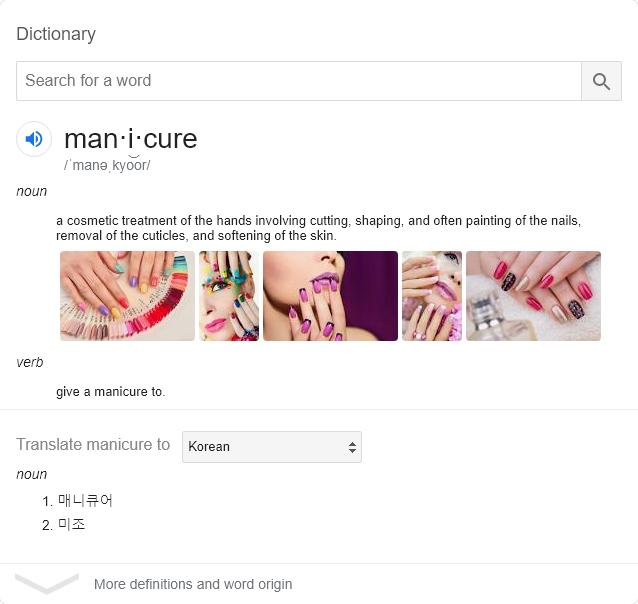 Dictionary
Search for a word
man·i·cure
/ˈmanəˌkyo͝or/
noun
a cosmetic treatment of the hands involving cutting, shaping, and often painting of the nails,
removal of the cuticles, and softening of the skin.
verb
give a manicure to.
Translate manicure to Korean
noun
1. 매니큐어
2. 미조
More definitions and word origin